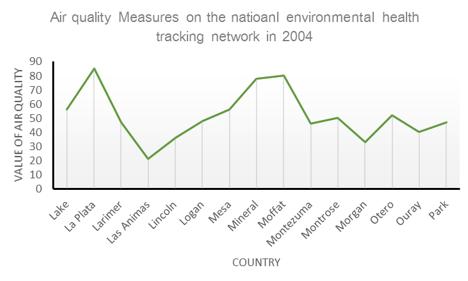 Air quality Measures on the natioanl environmental health
tracking network in 2004
VALUE OF AIR QUALITY
90
80
70
60
50
40
30
20
10
0
Lake
La Plata
Larimer
Las Animas
Lincoln
Logan
Mesa
Mineral
Moffat
Montezuma
Montrose
Morgan
Otero
Ouray
Park
COUNTRY